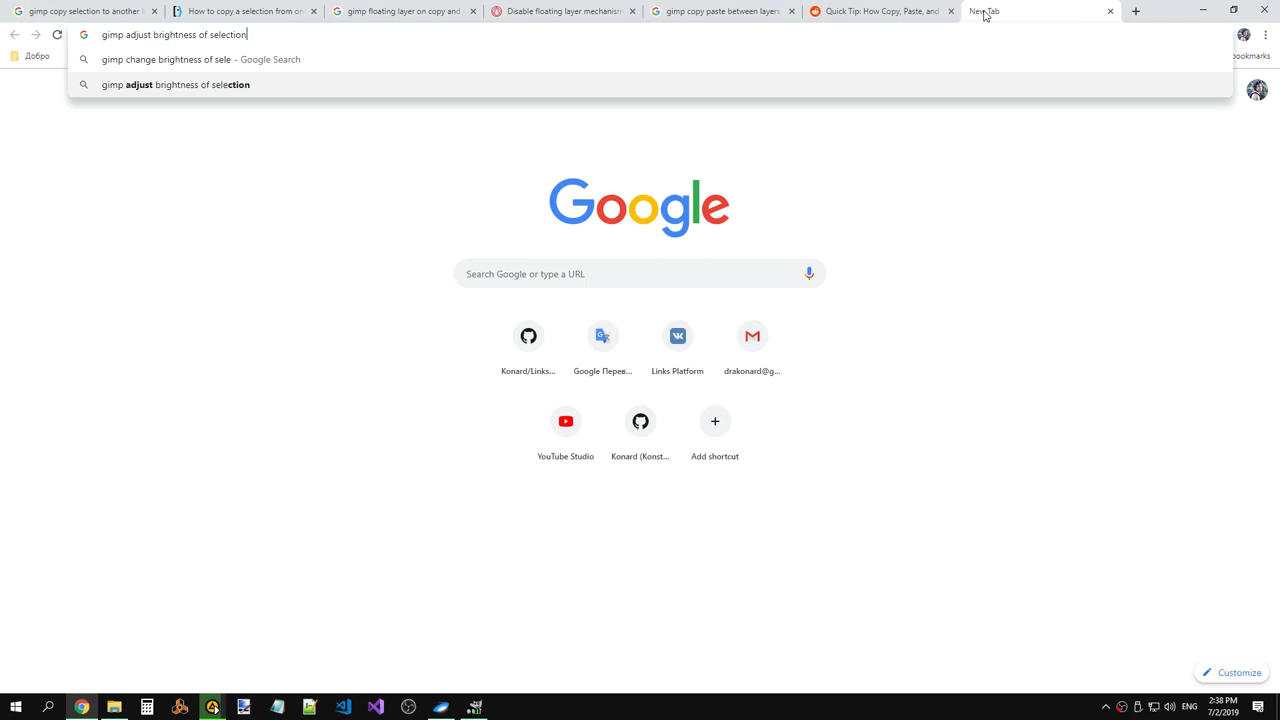 gimp copy selection to another l
How to copy a selection from on
gimp floating layer on copy and
Disable floating layer mechanism
gimp copy paste between layers
Quick Tip: How Copy, Paste, and
New Tab
gimp adjust brightness of selection
Добро
bookmarks
gimp change brightness of sele - Google Search
gimp adjust brightness of selection
Google
Search Google or type a URL
Konard/Links...
Google Перев...
Links Platform
drakonard@g...
YouTube Studio
Konard (Konst...
Add shortcut
Customize
ENG
2:38 PM
7/2/2019